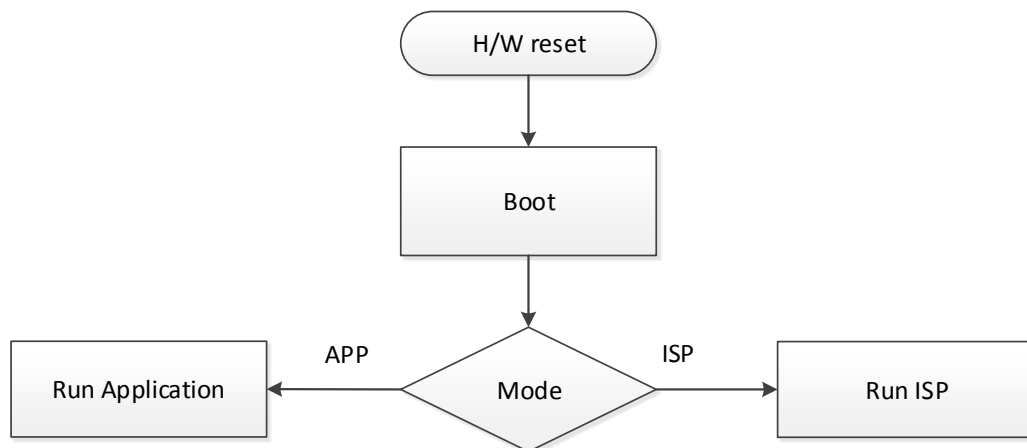 H/W reset
Boot
APP
ISP
Run Application
Mode
Run ISP